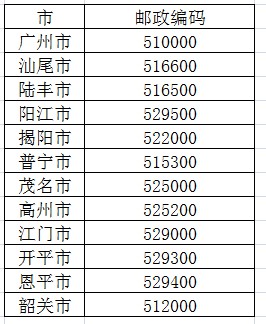 市 邮政编码
广州市 510000
汕尾市 516600
陆丰市 516500
阳江市 529500
揭阳市 522000
普宁市 515300
茂名市 525000
高州市 525200
江门市 529000
开平市 529300
恩平市 529400
韶关市 512000